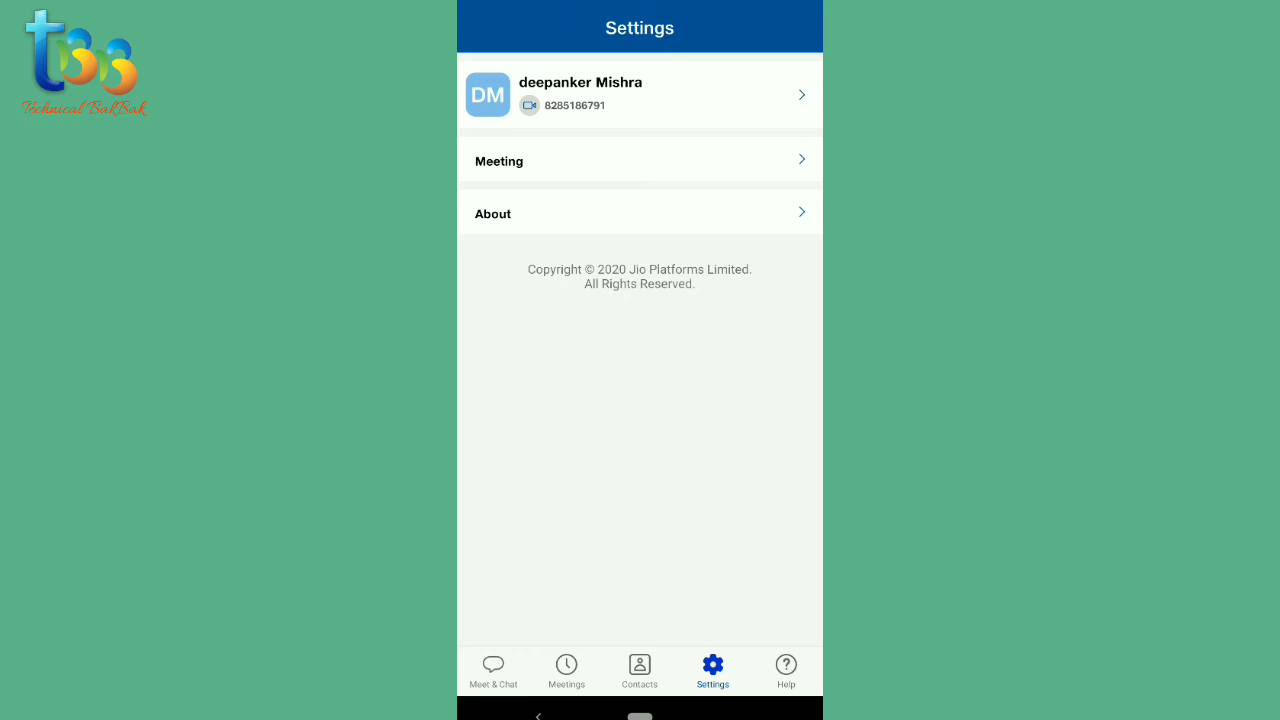 Settings
tBB
Technical BakBak
DM
deepanker Mishra
8285186791
Meeting
About
Copyright © 2020 Jio Platforms Limited.
All Rights Reserved.
Meet & Chat
Meetings
Contacts
Settings
Help